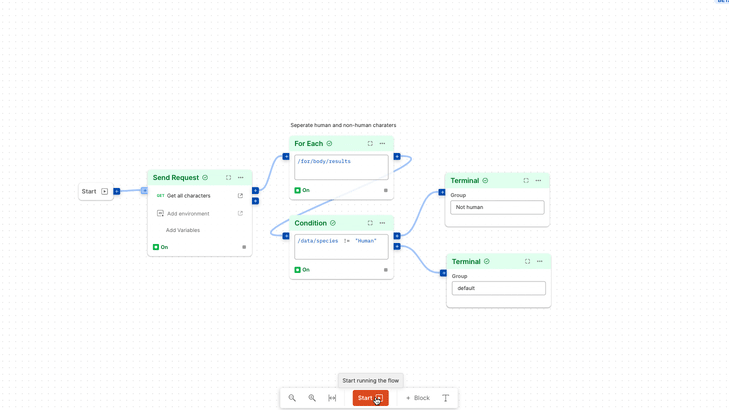 Seperate human and non-human charaters
For Each
/for/body/results
On
Start
Send Request
GET Get all characters
Add environment
Add Variables
On
Condition
/data/species != "Human"
On
Terminal
Group
Not human
Terminal
Group
default
Start running the flow
Start
+ Block
T